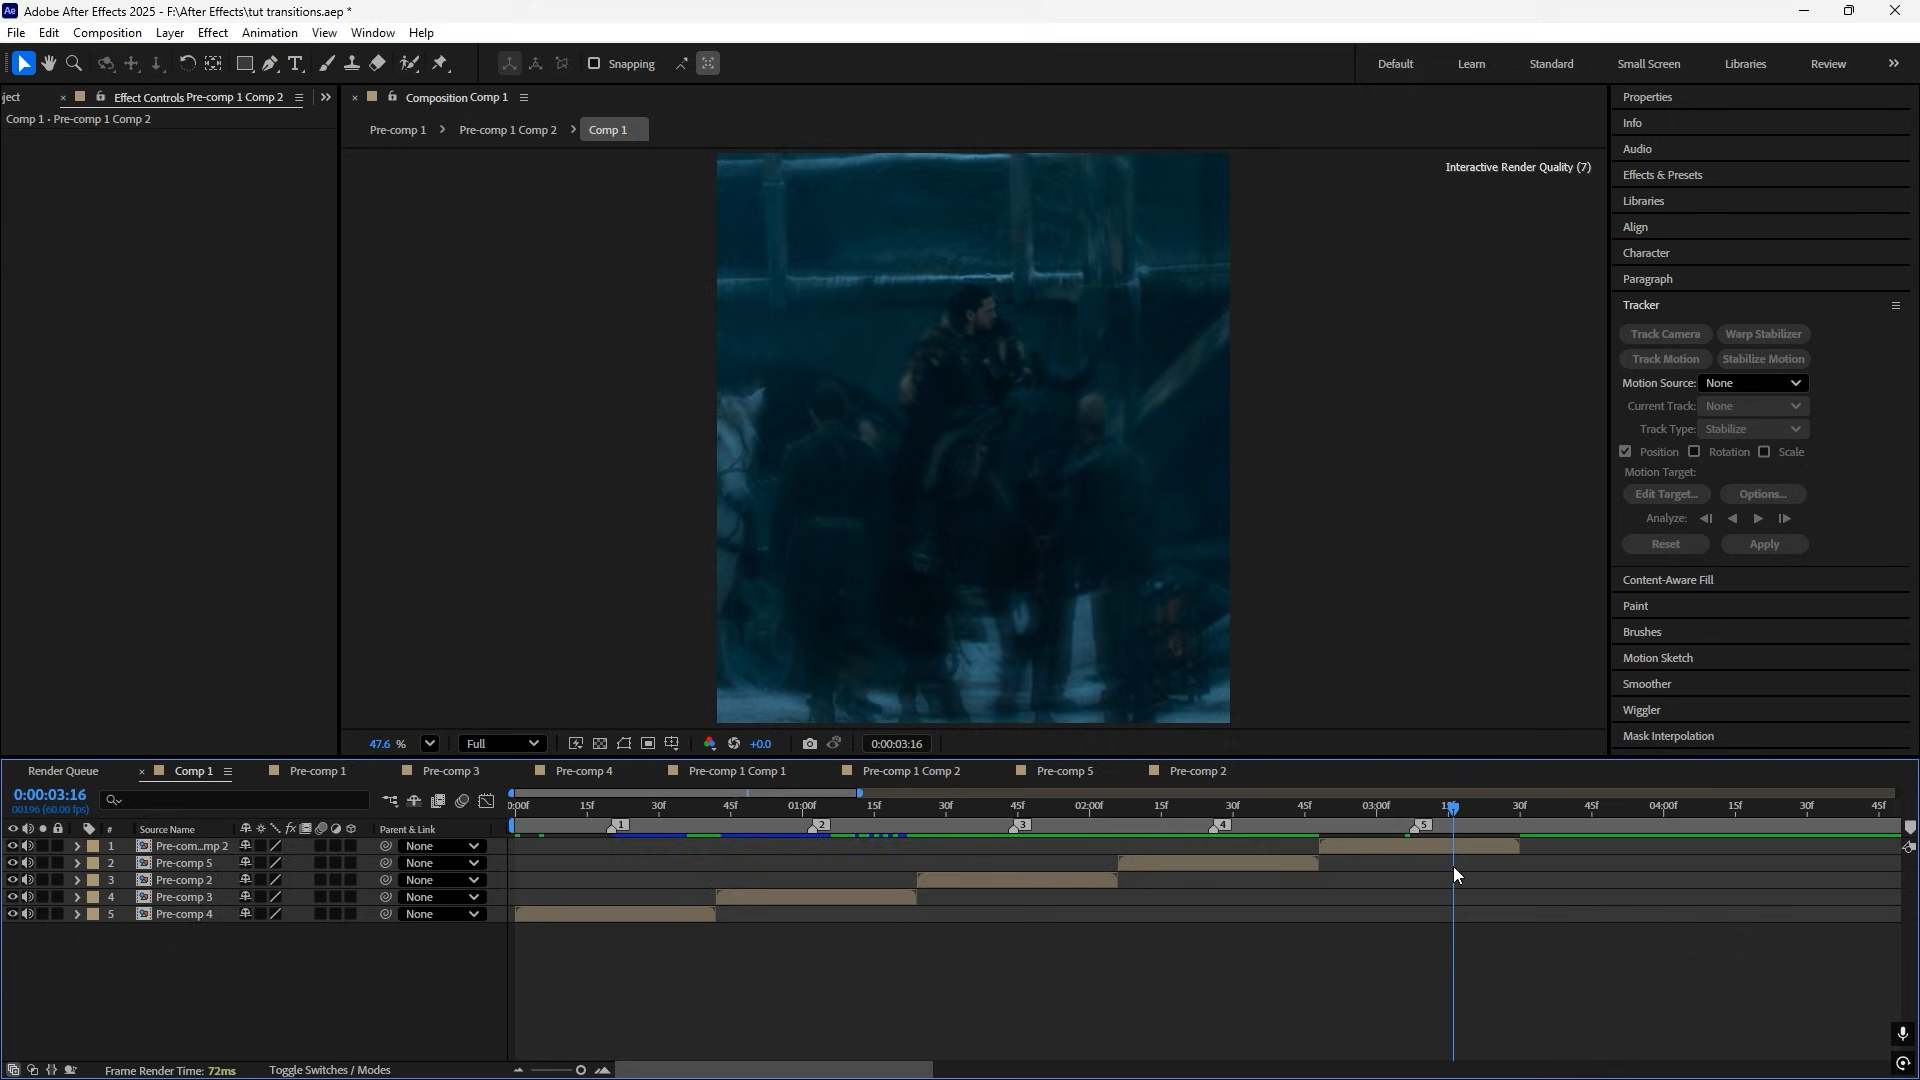 Ae Adobe After Effects 2025 - F:\After Effects\tut transitions.aep *
File Edit Composition Layer Effect Animation View Window Help
Snapping Default Learn Standard Small Screen Libraries Review
ject × Effect Controls Pre-comp 1 Comp 2
Comp 1 • Pre-comp 1 Comp 2
× Composition Comp 1
Pre-comp 1 > Pre-comp 1 Comp 2 > Comp 1
Interactive Render Quality (7)
Properties
Info
Audio
Effects & Presets
Libraries
Align
Character
Paragraph
Tracker
Track Camera Warp Stabilizer
Track Motion Stabilize Motion
Motion Source: None
Current Track: None
Track Type: Stabilize
Position Rotation Scale
Motion Target:
Edit Target... Options...
Analyze:
Reset Apply
Content-Aware Fill
Paint
Brushes
Motion Sketch
Smoother
Wiggler
Mask Interpolation
47.6 % Full +0.0 0:00:03:16
Render Queue × Comp 1 Pre-comp 1 Pre-comp 3 Pre-comp 4 Pre-comp 1 Comp 1 Pre-comp 1 Comp 2 Pre-comp 5 Pre-comp 2
0:00:03:16
00196 (60.00 fps)
0:00f 15f 30f 45f 01:00f 15f 30f 45f 02:00f 15f 30f 45f 03:00f 30f 45f 04:00f 15f 30f 45f
# Source Name fx Parent & Link
1 2 3 4 5
1 Pre-com...mp 2 None
2 Pre-comp 5 None
3 Pre-comp 2 None
4 Pre-comp 3 None
5 Pre-comp 4 None
Frame Render Time: 72ms Toggle Switches / Modes